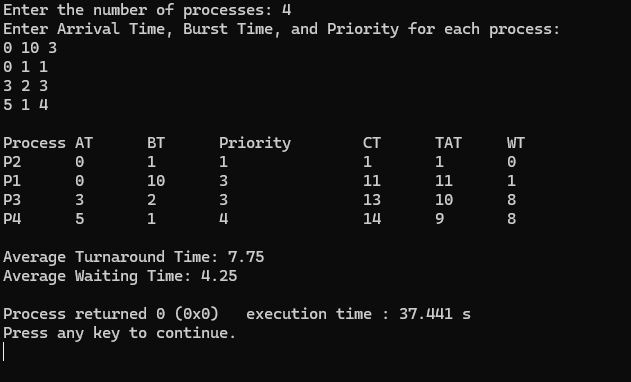 Enter the number of processes: 4
Enter Arrival Time, Burst Time, and Priority for each process:
0 10 3
0 1 1
3 2 3
5 1 4
Process AT BT Priority CT TAT WT
P2 0 1 1 1 1 0
P1 0 10 3 11 11 1
P3 3 2 3 13 10 8
P4 5 1 4 14 9 8
Average Turnaround Time: 7.75
Average Waiting Time: 4.25
Process returned 0 (0x0) execution time : 37.441 s
Press any key to continue.